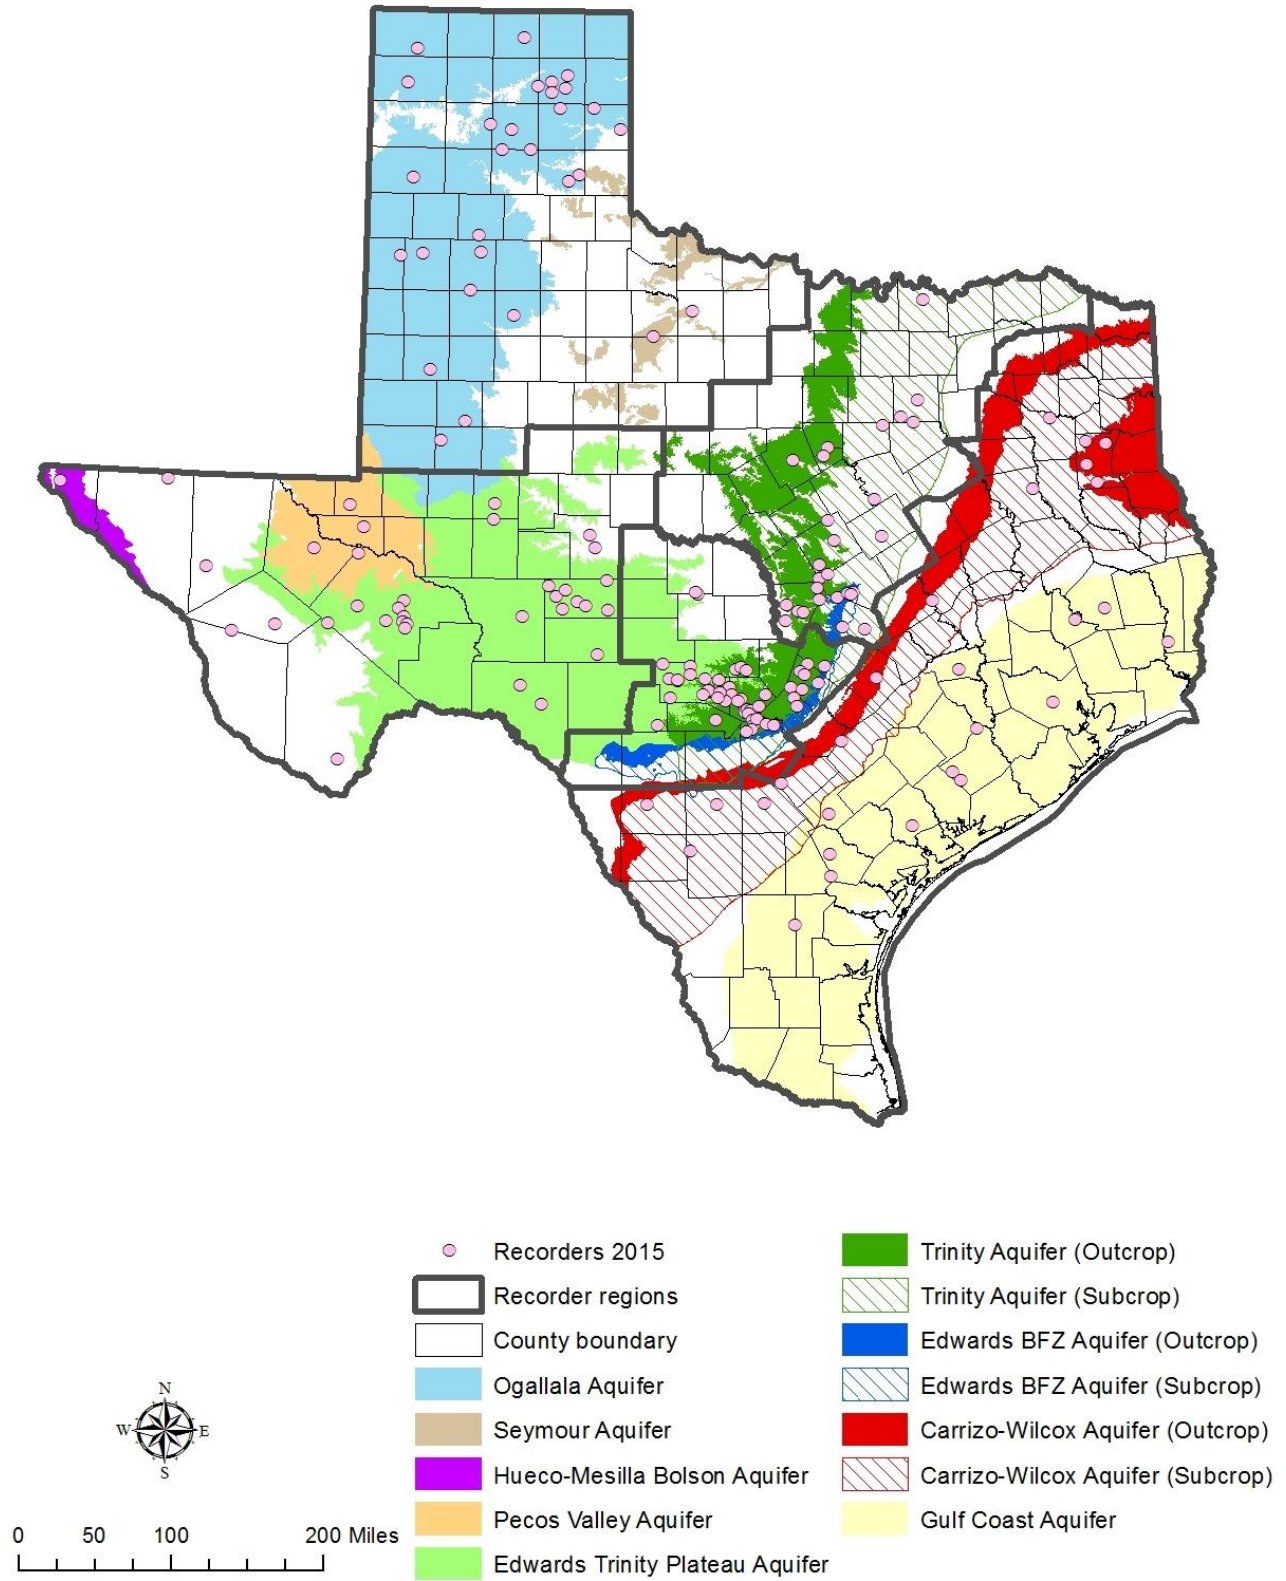 Recorders 2015
Recorder regions
County boundary
Ogallala Aquifer
Seymour Aquifer
Hueco-Mesilla Bolson Aquifer
Pecos Valley Aquifer
Edwards Trinity Plateau Aquifer
Trinity Aquifer (Outcrop)
Trinity Aquifer (Subcrop)
Edwards BFZ Aquifer (Outcrop)
Edwards BFZ Aquifer (Subcrop)
Carrizo-Wilcox Aquifer (Outcrop)
Carrizo-Wilcox Aquifer (Subcrop)
Gulf Coast Aquifer
N
W E
S
0 50 100 200 Miles